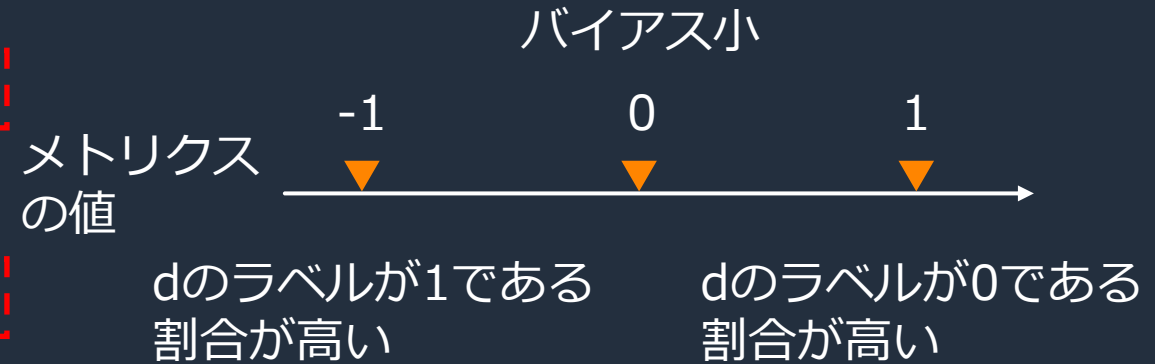 バイアス小
-1 0 1
メトリクス
の値
dのラベルが1である
割合が高い
dのラベルが0である
割合が高い